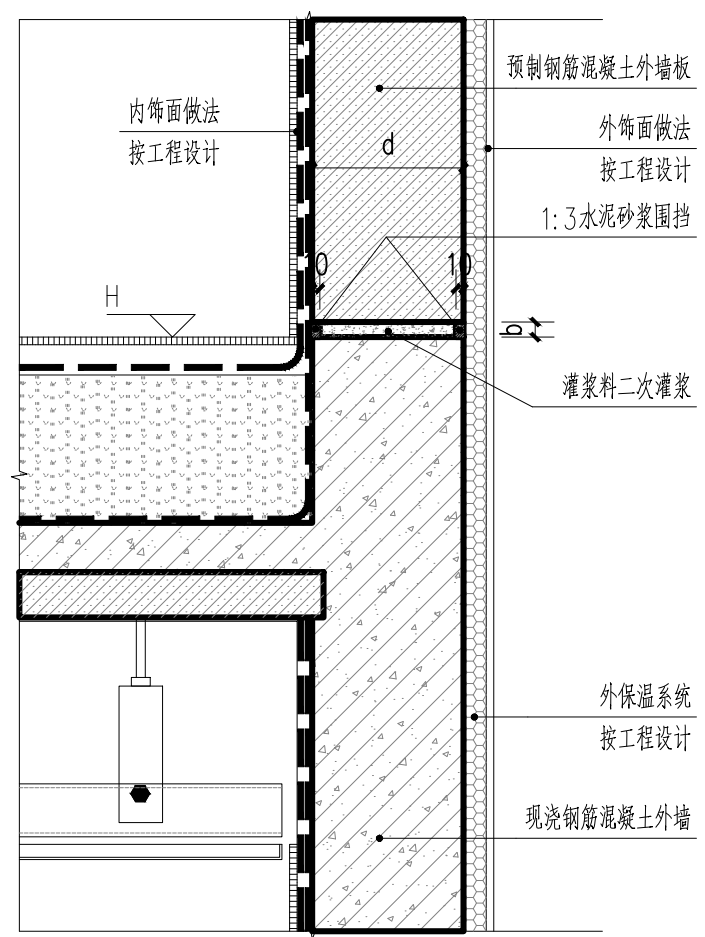 预制钢筋混凝土外墙板
内饰面做法
按工程设计
外饰面做法
按工程设计
d
1:3水泥砂浆围挡
0
10
H
b
灌浆料二次灌浆
外保温系统
按工程设计
现浇钢筋混凝土外墙